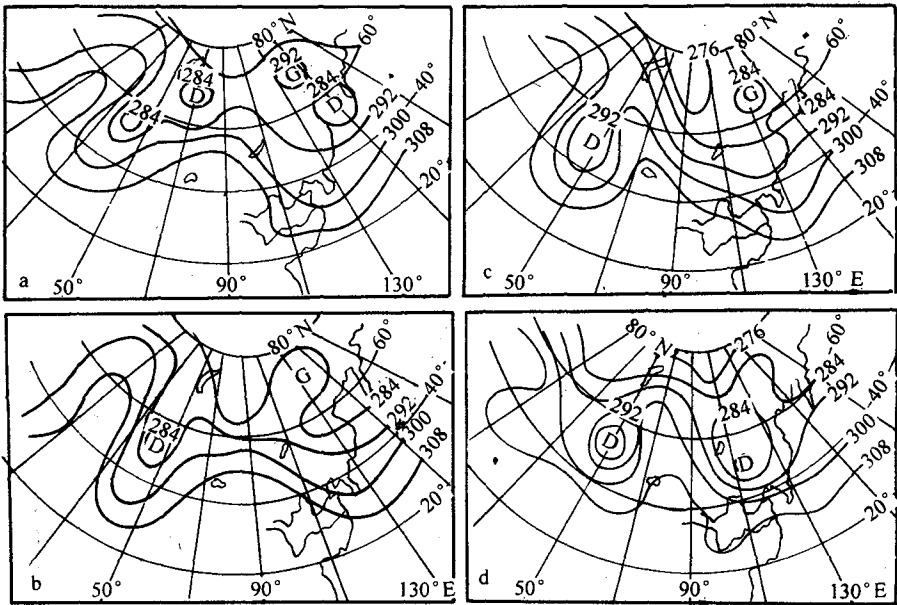 80°N 60°
292 G 284
284 D 284 D 40°
292
300
308
20°
a 50° 90° 130°
276 80°N 60°
284 G
292 D 284 40°
292
300
308
20°
c 50° 90° 130° E
80°N 60°
G 284
284 D 292 40°
300
308
20°
b 50° 90° 130°E
80°N 276 60°
284
292 D 284 D 292 40°
300
308
20°
d 50° 90° 130°E